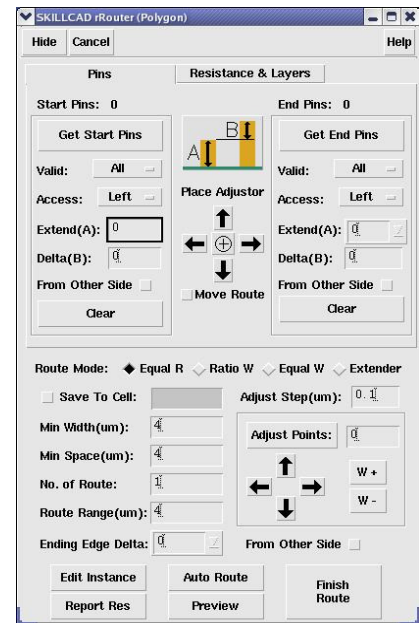 SKILLCAD rRouter (Polygon)
Hide Cancel Help
Pins Resistance & Layers
Start Pins: 0 End Pins: 0
Get Start Pins B Get End Pins
A
Valid: All Valid: All
Access: Left Place Adjustor Access: Left
Extend(A): 0 Extend(A): 0
Delta(B): 0 Delta(B): 0
From Other Side Move Route From Other Side
Clear Clear
Route Mode: Equal R Ratio W Equal W Extender
Save To Cell: Adjust Step(um): 0.1
Min Width(um): 4 Adjust Points: 0
Min Space(um): 4
No. of Route: 1 W +
Route Range(um): 4 W -
Ending Edge Delta: 0 From Other Side
Edit Instance Auto Route Finish
Report Res Preview Route